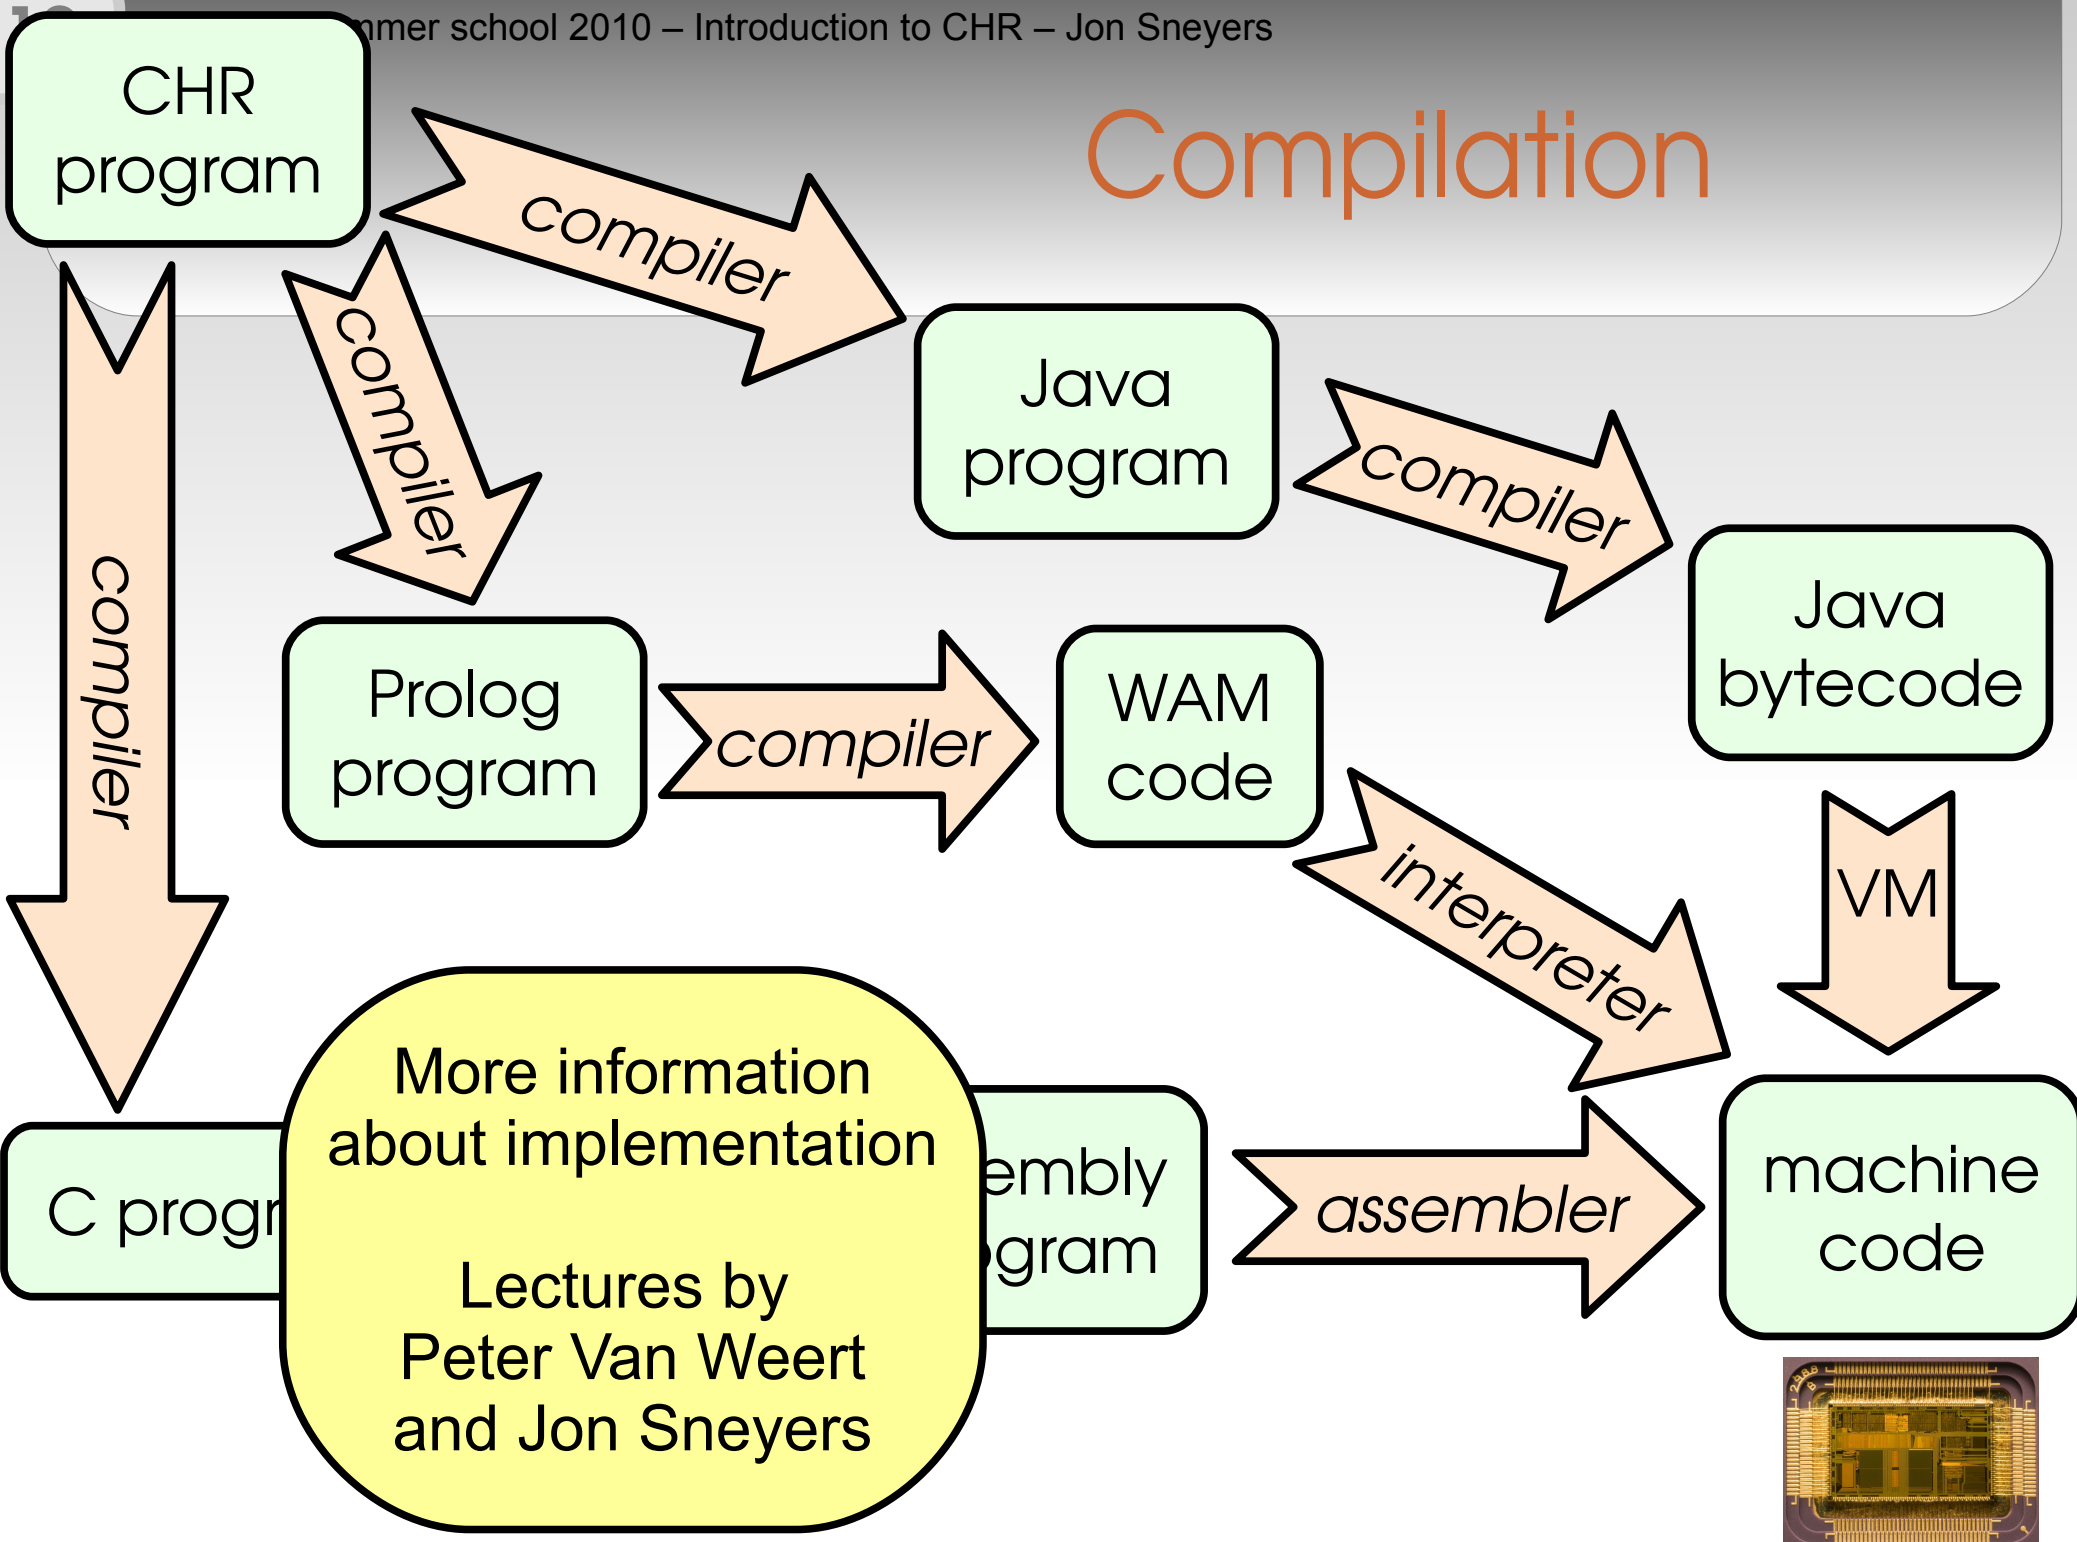 mmer school 2010 – Introduction to CHR – Jon Sneyers
Compilation
CHR
program
compiler
compiler
compiler
Java
program
compiler
Java
bytecode
Prolog
program
compiler
WAM
code
interpreter
VM
C progr
More information
about implementation
Lectures by
Peter Van Weert
and Jon Sneyers
embly
ogram
assembler
machine
code